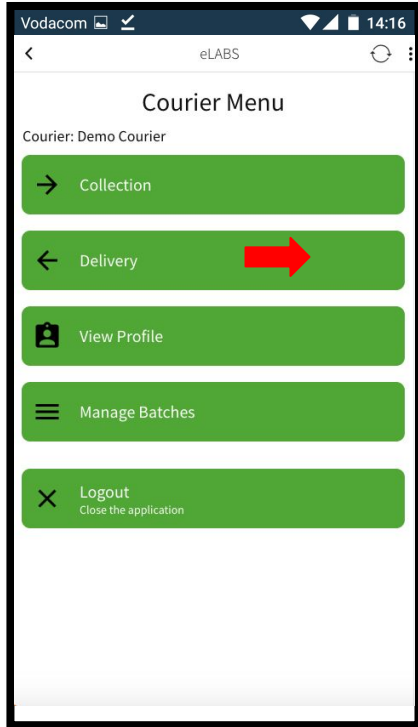 Vodacom 14:16
eLABS
Courier Menu
Courier: Demo Courier
Collection
Delivery
View Profile
Manage Batches
Logout
Close the application